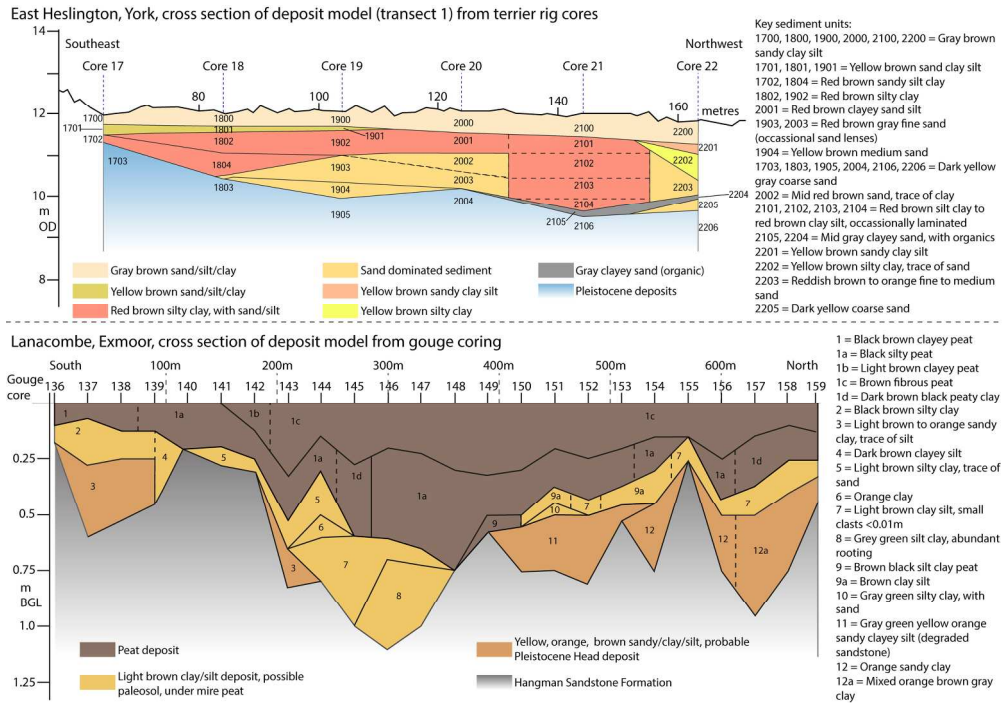 East Heslington, York, cross section of deposit model (transect 1) from terrier rig cores
14
Southeast
Northwest
Core 17
Core 18
Core 19
Core 20
Core 21
Core 22
80
100
120
140
160
metres
12
10
m
OD
8
1700
1701
1702
1703
1800
1801
1802
1804
1803
1900
1901
1902
1903
1904
1905
2000
2001
2002
2003
2004
2100
2101
2102
2103
2104
2105
2106
2200
2201
2202
2203
2204
2205
2206
Gray brown sand/silt/clay
Yellow brown sand/silt/clay
Red brown silty clay, with sand/silt
Sand dominated sediment
Yellow brown sandy clay silt
Yellow brown silty clay
Gray clayey sand (organic)
Pleistocene deposits
Key sediment units:
1700, 1800, 1900, 2000, 2100, 2200 = Gray brown
sandy clay silt
1701, 1801, 1901 = Yellow brown sand clay silt
1702, 1804 = Red brown sandy silt clay
1802, 1902 = Red brown silty clay
2001 = Red brown clayey sand silt
1903, 2003 = Red brown gray fine sand
(occassional sand lenses)
1904 = Yellow brown medium sand
1703, 1803, 1905, 2004, 2106, 2206 = Dark yellow
gray coarse sand
2002 = Mid red brown sand, trace of clay
2101, 2102, 2103, 2104 = Red brown silt clay to
red brown clay silt, occassionally laminated
2105, 2204 = Mid gray clayey sand, with organics
2201 = Yellow brown sandy clay silt
2202 = Yellow brown silty clay, trace of sand
2203 = Reddish brown to orange fine to medium
sand
2205 = Dark yellow coarse sand
Lanacombe, Exmoor, cross section of deposit model from gouge coring
South
100m
200m
300m
400m
500m
600m
North
Gouge
core
136 137 138 139 140 141 142 143 144 145 146 147 148 149 150 151 152 153 154 155 156 157 158 159
0.25
0.5
0.75
m
BGL
1.0
1.25
1
1a
1b
1c
1c
2
3
4
5
1a
1d
5
6
3
7
8
1a
9
9a
10
7
11
9a
1a
7
12
1a
1d
7
12
12a
Peat deposit
Light brown clay/silt deposit, possible
paleosol, under mire peat
Yellow, orange, brown sandy/clay/silt, probable
Pleistocene Head deposit
Hangman Sandstone Formation
1 = Black brown clayey peat
1a = Black silty peat
1b = Light brown clayey peat
1c = Brown fibrous peat
1d = Dark brown black peaty clay
2 = Black brown silty clay
3 = Light brown to orange sandy
clay, trace of silt
4 = Dark brown clayey silt
5 = Light brown silty clay, trace of
sand
6 = Orange clay
7 = Light brown clay silt, small
clasts <0.01m
8 = Grey green silt clay, abundant
rooting
9 = Brown black silt clay peat
9a = Brown clay silt
10 = Gray green silty clay, with
sand
11 = Gray green yellow orange
sandy clayey silt (degraded
sandstone)
12 = Orange sandy clay
12a = Mixed orange brown gray
clay